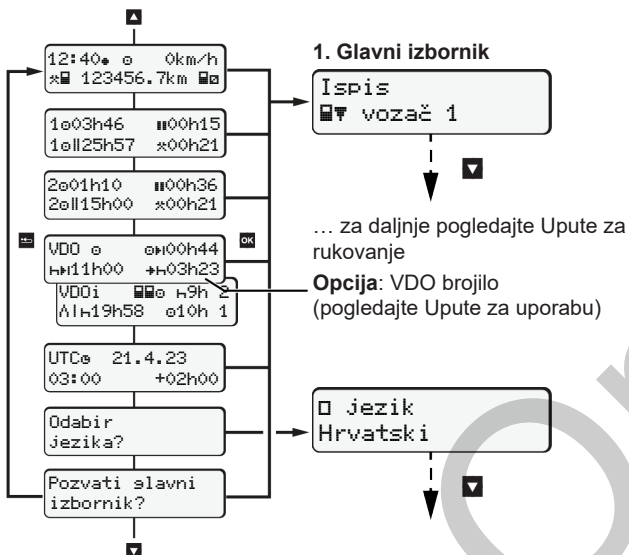 12:40 0km/h
123456.7km
1 03h46 00h15
1 25h57 00h21
2 01h10 00h36
2 15h00 00h21
VDO 00h44
11h00 03h23
VDOi 9h 2
19h58 10h 1
UTC 21.4.23
03:00 +02h00
Odabir
jezika?
Pozvati glavni
izbornik?
OK
1. Glavni izbornik
Ispis
vozač 1
… za daljnje pogledajte Upute za
rukovanje
Opcija: VDO brojilo
(pogledajte Upute za uporabu)
jezik
Hrvatski